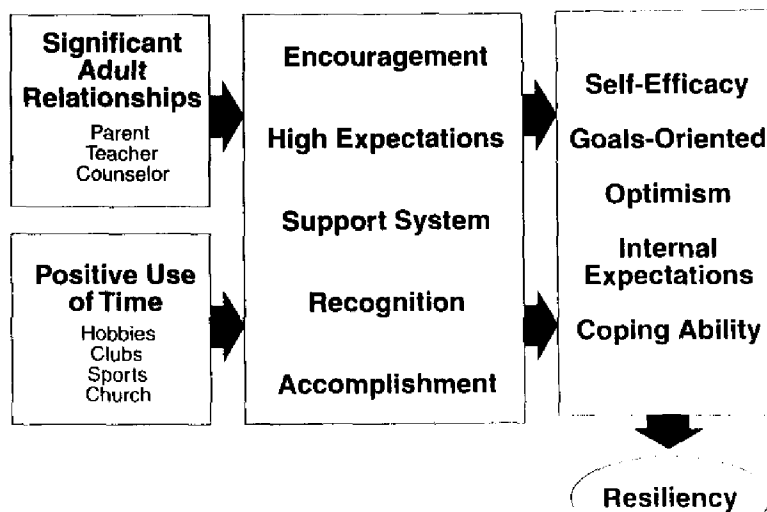 Significant
Adult
Relationships
Parent
Teacher
Counselor
Positive Use
of Time
Hobbies
Clubs
Sports
Church
Encouragement
High Expectations
Support System
Recognition
Accomplishment
Self-Efficacy
Goals-Oriented
Optimism
Internal
Expectations
Coping Ability
Resiliency